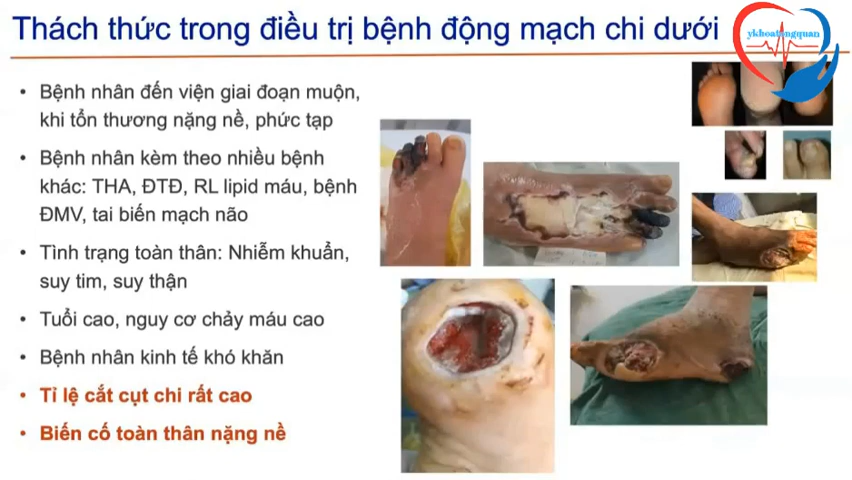 Thách thức trong điều trị bệnh động mạch chi dưới
ykhoatongquan
• Bệnh nhân đến viện giai đoạn muộn,
khi tổn thương nặng nề, phức tạp
• Bệnh nhân kèm theo nhiều bệnh
khác: THA, ĐTĐ, RL lipid máu, bệnh
ĐMV, tai biến mạch não
• Tình trạng toàn thân: Nhiễm khuẩn,
suy tim, suy thận
• Tuổi cao, nguy cơ chảy máu cao
• Bệnh nhân kinh tế khó khăn
• Tỉ lệ cắt cụt chi rất cao
• Biến cố toàn thân nặng nề